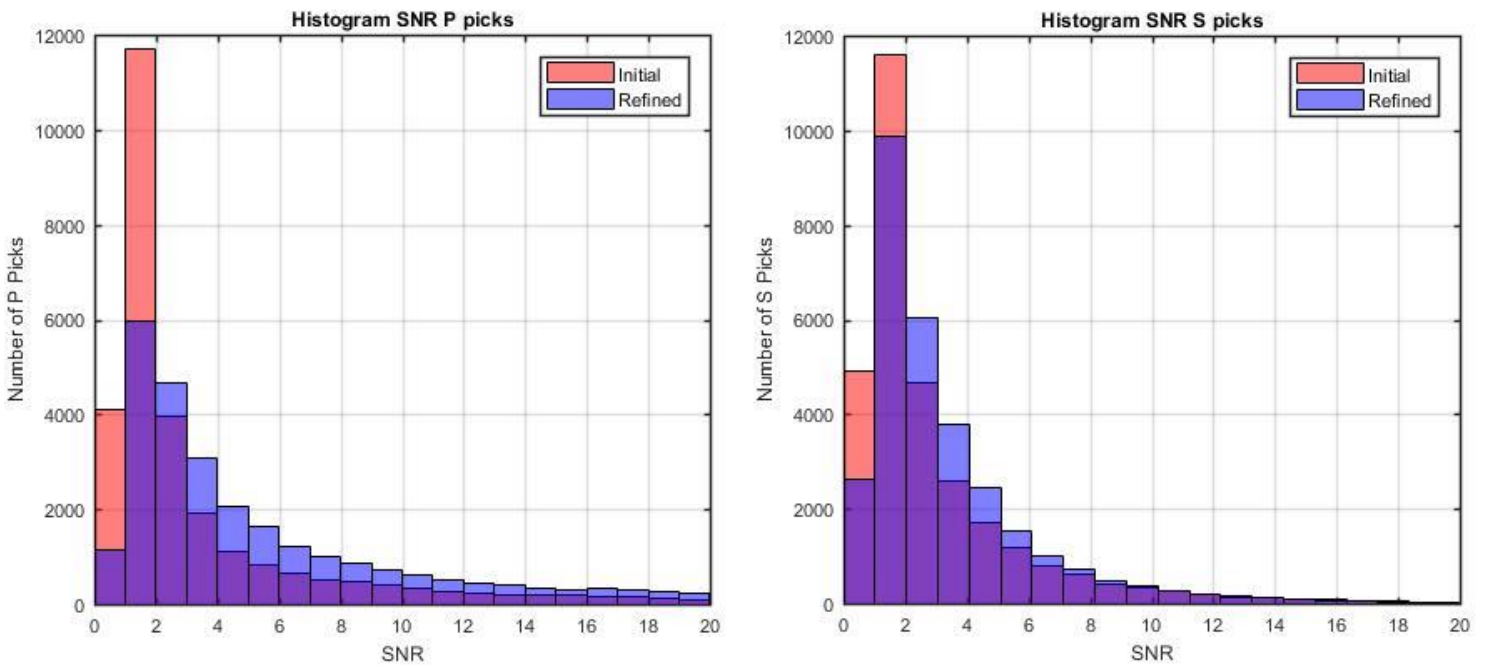 Histogram SNR P picks
12000
10000
8000
6000
4000
2000
0
Number of P Picks
Initial
Refined
0 2 4 6 8 10 12 14 16 18 20
SNR
Histogram SNR S picks
12000
10000
8000
6000
4000
2000
0
Number of S Picks
Initial
Refined
0 2 4 6 8 10 12 14 16 18 20
SNR